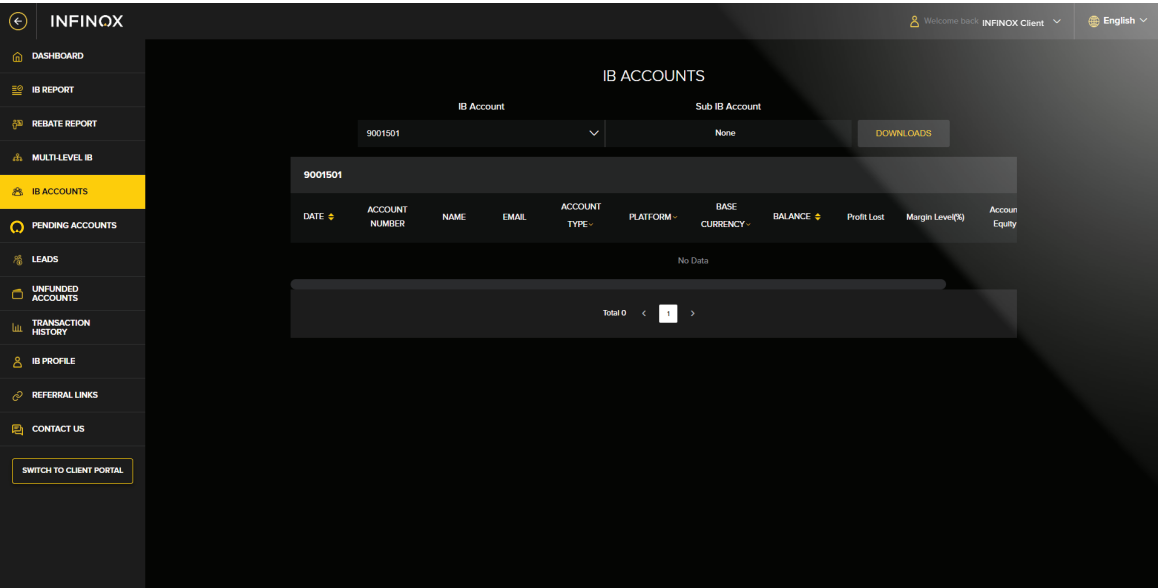 INFINOX
Welcome back INFINOX Client
English
DASHBOARD
IB REPORT
REBATE REPORT
MULTI-LEVEL IB
IB ACCOUNTS
PENDING ACCOUNTS
LEADS
UNFUNDED
ACCOUNTS
TRANSACTION
HISTORY
IB PROFILE
REFERRAL LINKS
CONTACT US
SWITCH TO CLIENT PORTAL
IB ACCOUNTS
IB Account
Sub IB Account
9001501
None
DOWNLOADS
9001501
DATE
ACCOUNT
NUMBER
NAME
EMAIL
ACCOUNT
TYPE
PLATFORM
BASE
CURRENCY
BALANCE
Profit Lost
Margin Level(%)
Accoun
Equity
No Data
Total 0
1